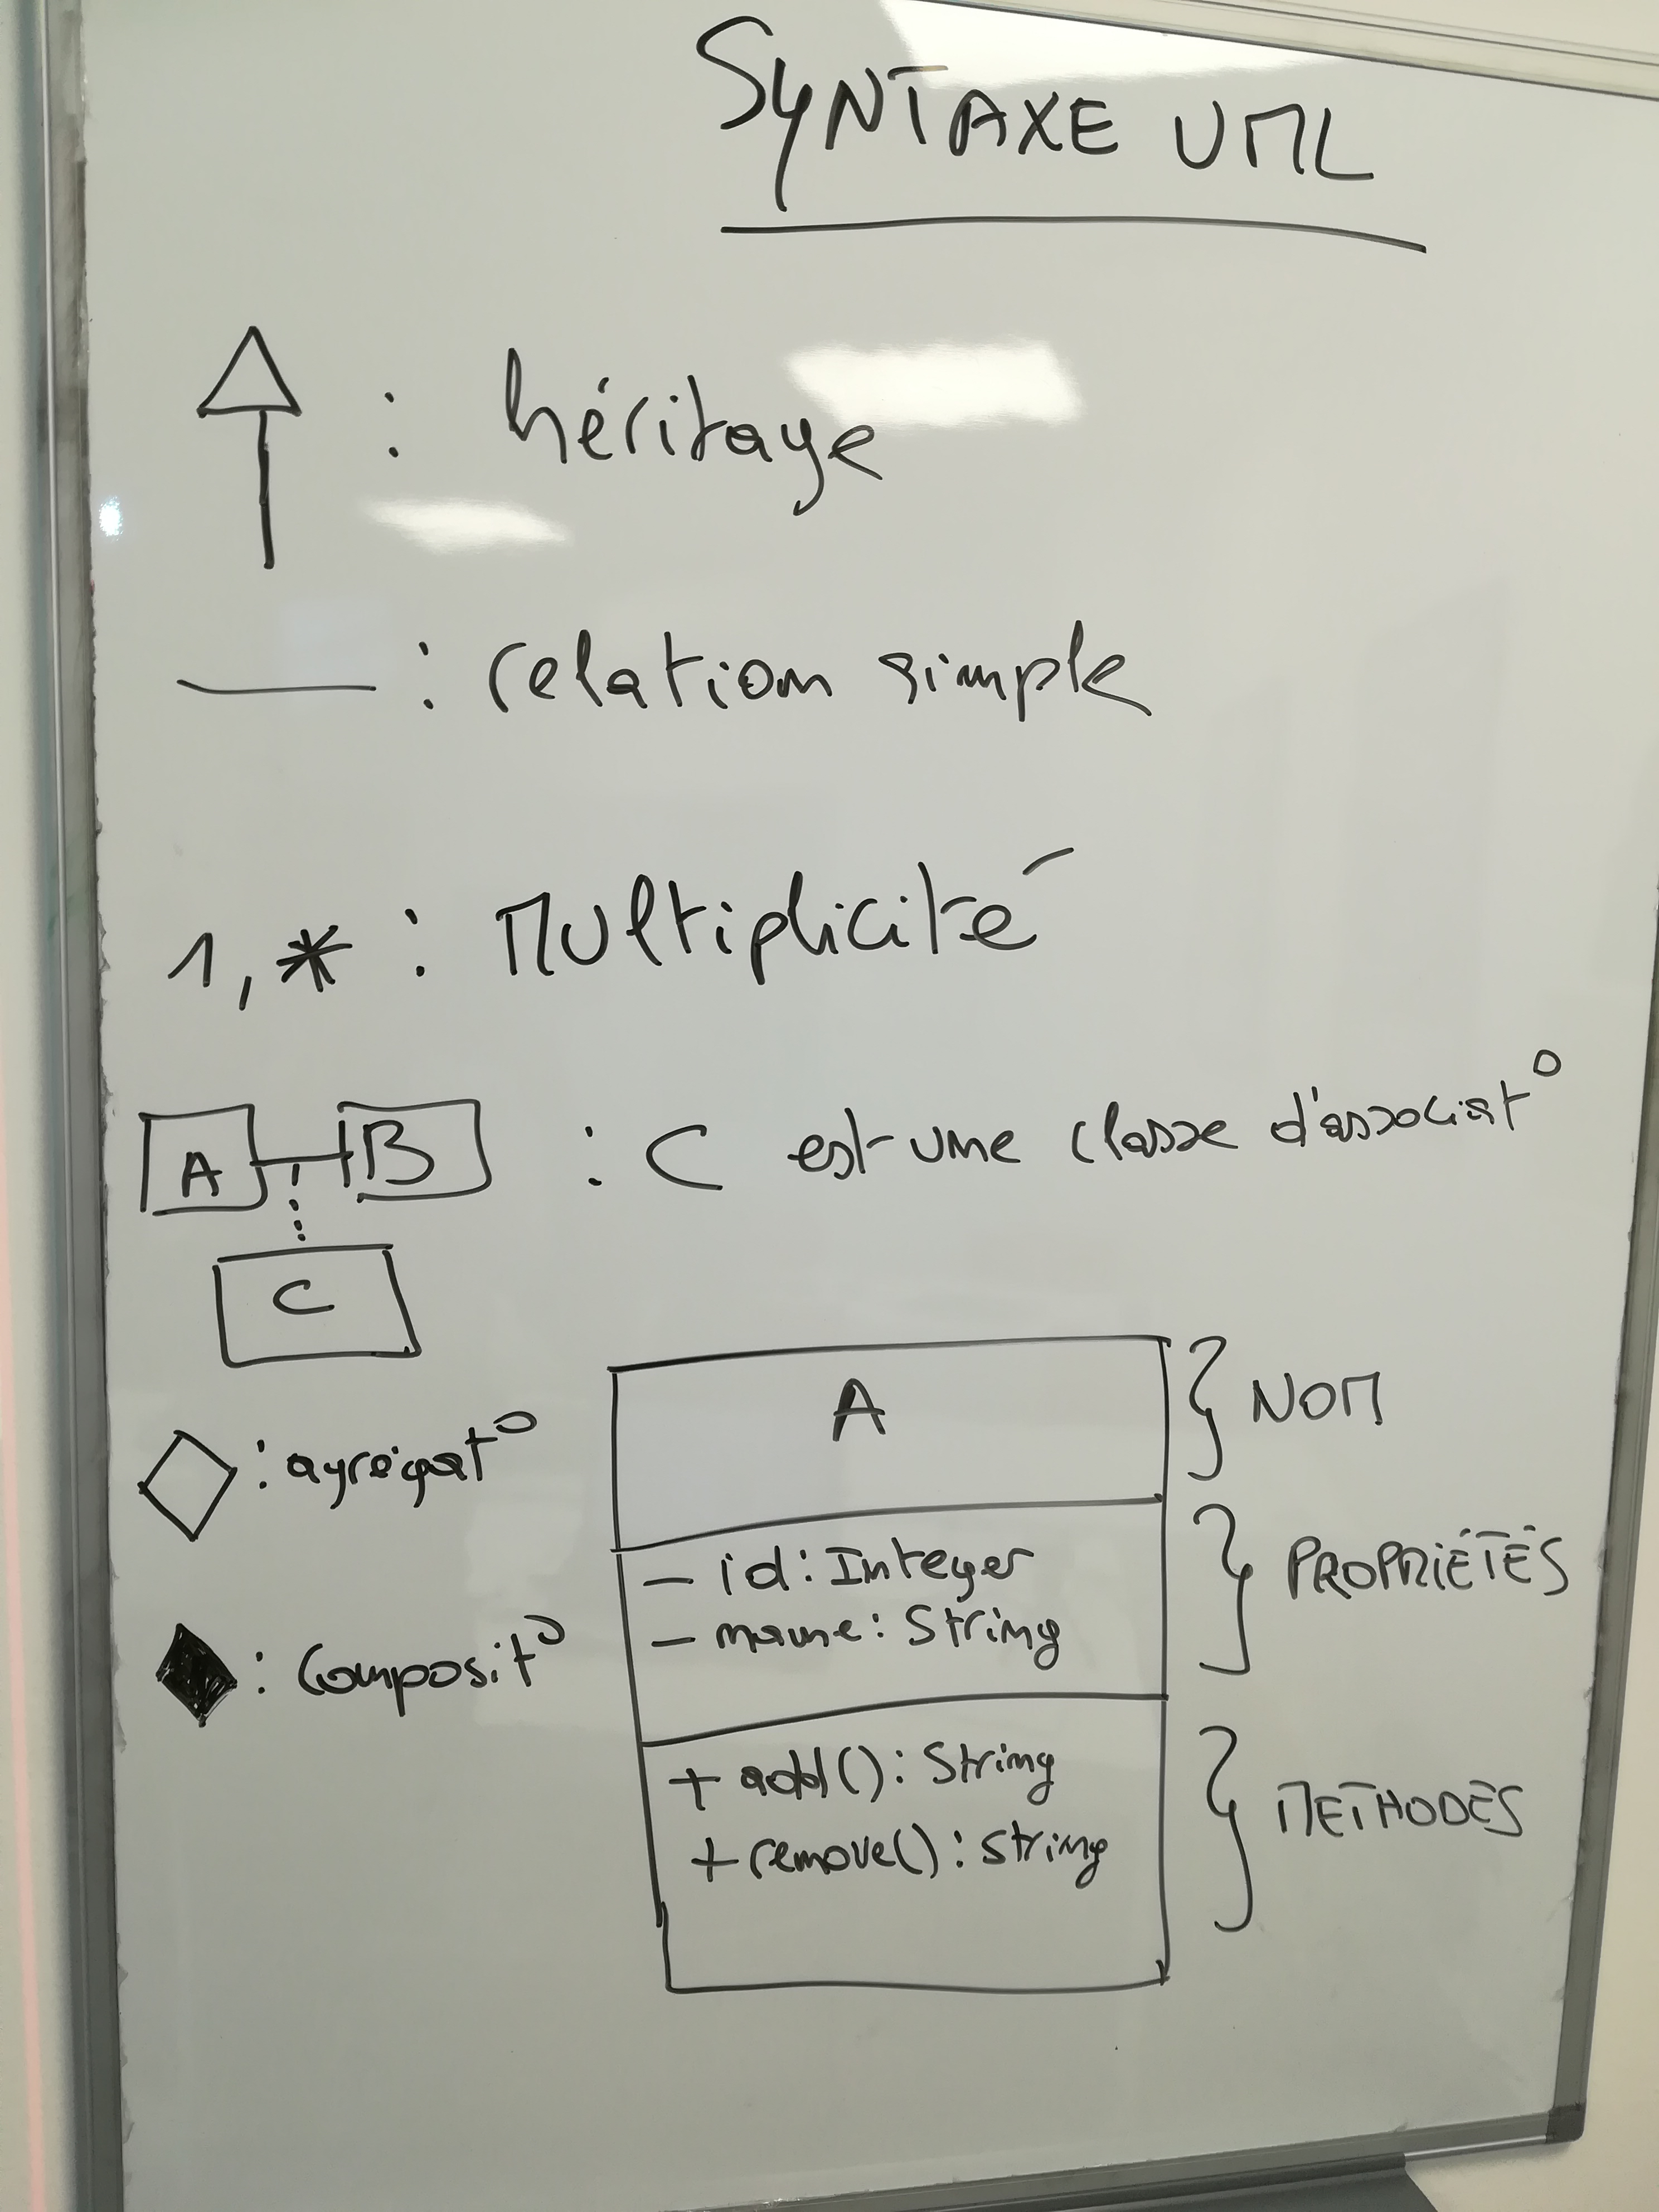 SYNTAXE UML
: héritage
: relation simple
1, * : Multiplicité
A B : C est une classe d'associat°
C
A } NOM
: agrégat°
- id : Integer
- name : String
} PROPRIÉTÉS
: Composit°
+ add() : String
+ remove() : String
} METHODES